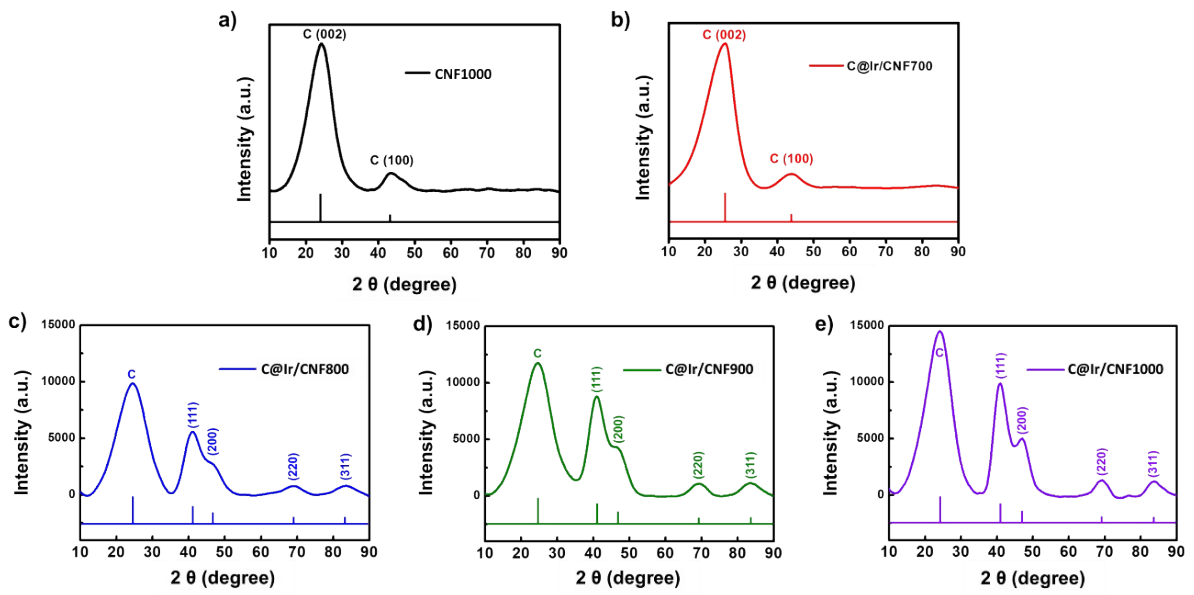 a)
C (002)
CNF1000
C (100)
Intensity (a.u.)
10 20 30 40 50 60 70 80 90
2 θ (degree)
b)
C (002)
C@Ir/CNF700
C (100)
Intensity (a.u.)
10 20 30 40 50 60 70 80 90
2 θ (degree)
c)
15000
10000
5000
0
Intensity (a.u.)
C
C@Ir/CNF800
(111)
(200)
(220)
(311)
10 20 30 40 50 60 70 80 90
2 θ (degree)
d)
15000
10000
5000
0
Intensity (a.u.)
C
C@Ir/CNF900
(111)
(200)
(220)
(311)
10 20 30 40 50 60 70 80 90
2 θ (degree)
e)
15000
10000
5000
0
Intensity (a.u.)
C
C@Ir/CNF1000
(111)
(200)
(220)
(311)
10 20 30 40 50 60 70 80 90
2 θ (degree)